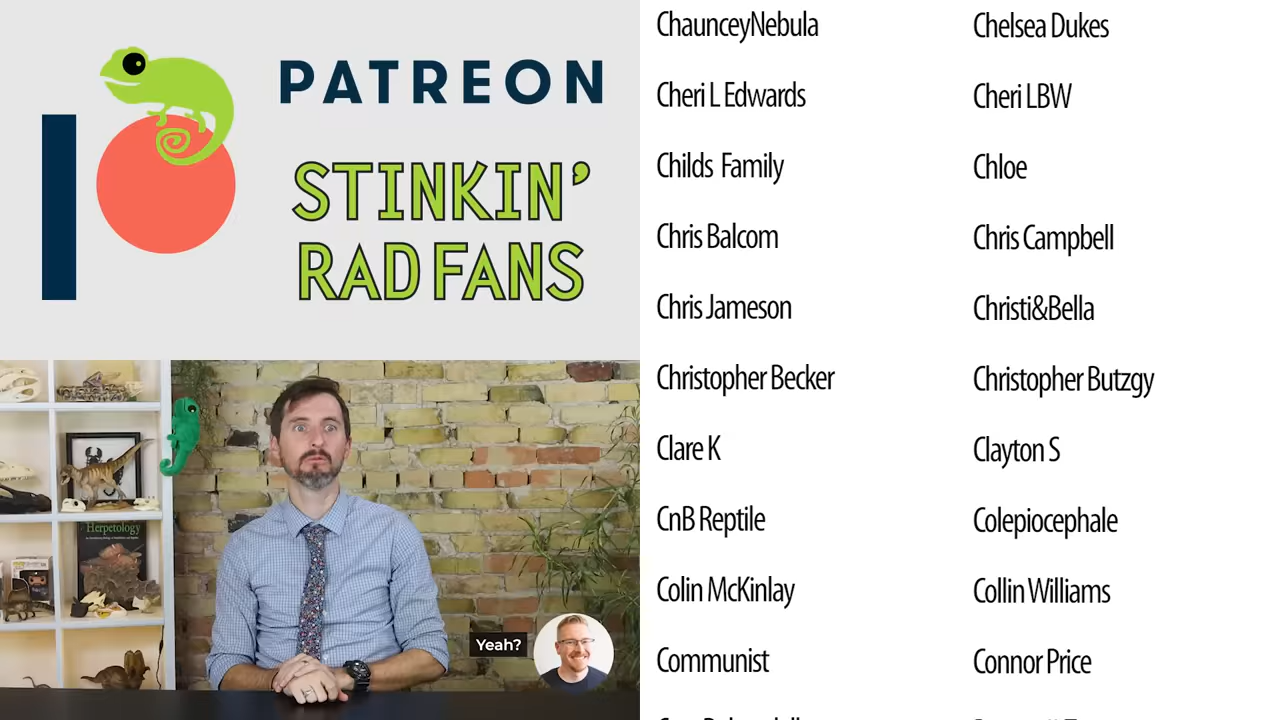 PATREON
STINKIN’
RAD FANS
Herpetology
Yeah?
ChaunceyNebula
Chelsea Dukes
Cheri L Edwards
Cheri LBW
Childs Family
Chloe
Chris Balcom
Chris Campbell
Chris Jameson
Christi&Bella
Christopher Becker
Christopher Butzgy
Clare K
Clayton S
CnB Reptile
Colepiocephale
Colin McKinlay
Collin Williams
Communist
Connor Price